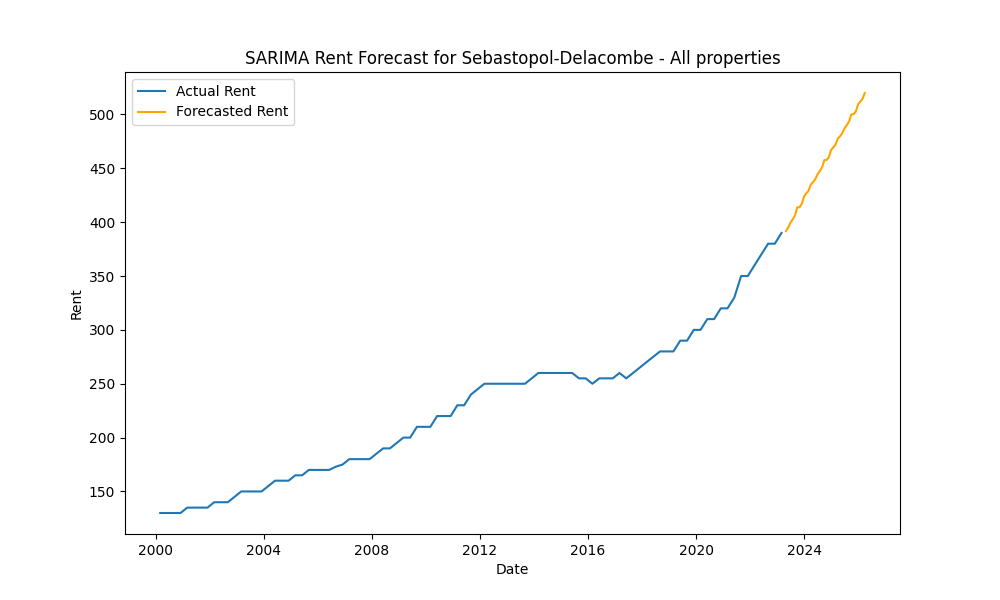 SARIMA Rent Forecast for Sebastopol-Delacombe - All properties
Actual Rent
Forecasted Rent
500
450
400
350
300
250
200
150
Rent
2000 2004 2008 2012 2016 2020 2024
Date